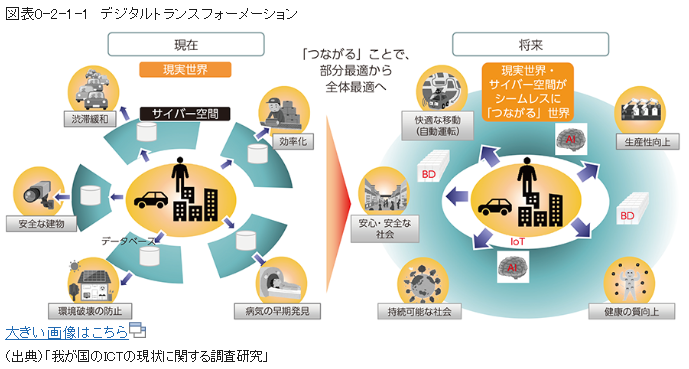 図表0-2-1-1 デジタルトランスフォーメーション
現在
現実世界
サイバー空間
渋滞緩和
効率化
安全な建物
データベース
環境破壊の防止
病気の早期発見
「つながる」ことで、
部分最適から
全体最適へ
将来
現実世界・
サイバー空間が
シームレスに
「つながる」世界
快適な移動
(自動運転)
AI
生産性向上
BD
BD
安心・安全な
社会
IoT
AI
持続可能な社会
健康の質向上
大きい画像はこちら
(出典)「我が国のICTの現状に関する調査研究」